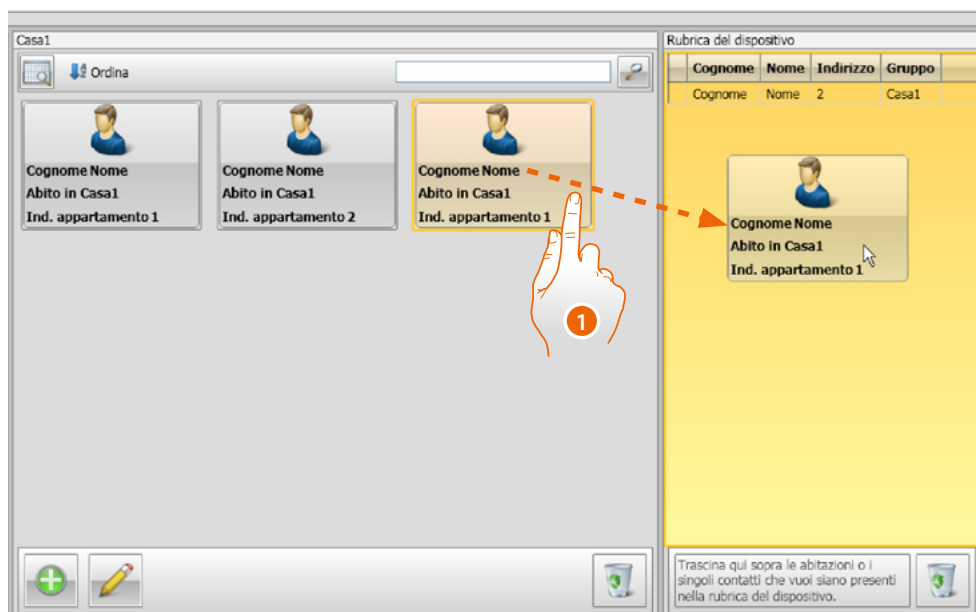 Casa1
Ordina
Cognome Nome
Abito in Casa1
Ind. appartamento 1
Cognome Nome
Abito in Casa1
Ind. appartamento 2
Cognome Nome
Abito in Casa1
Ind. appartamento 1
1
Rubrica del dispositivo
Cognome Nome Indirizzo Gruppo
Cognome Nome 2 Casa1
Cognome Nome
Abito in Casa1
Ind. appartamento 1
Trascina qui sopra le abitazioni o i
singoli contatti che vuoi siano presenti
nella rubrica del dispositivo.